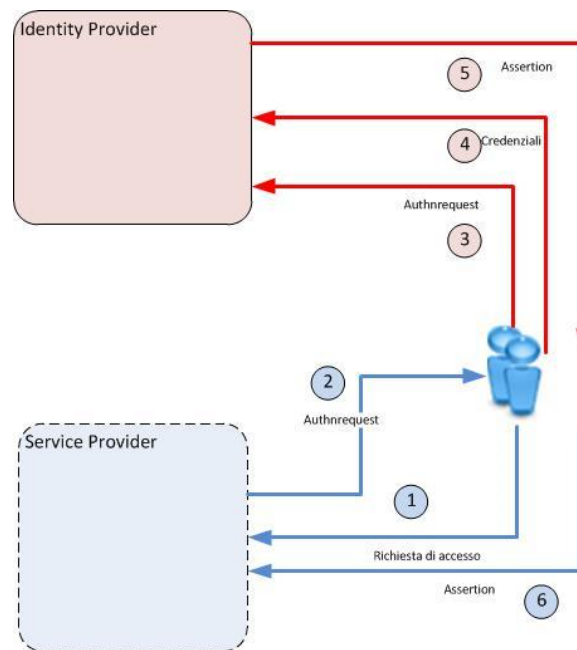 Identity Provider
5
Assertion
4
Credenziali
Authnrequest
3
2
Authnrequest
Service Provider
1
Richiesta di accesso
Assertion
6